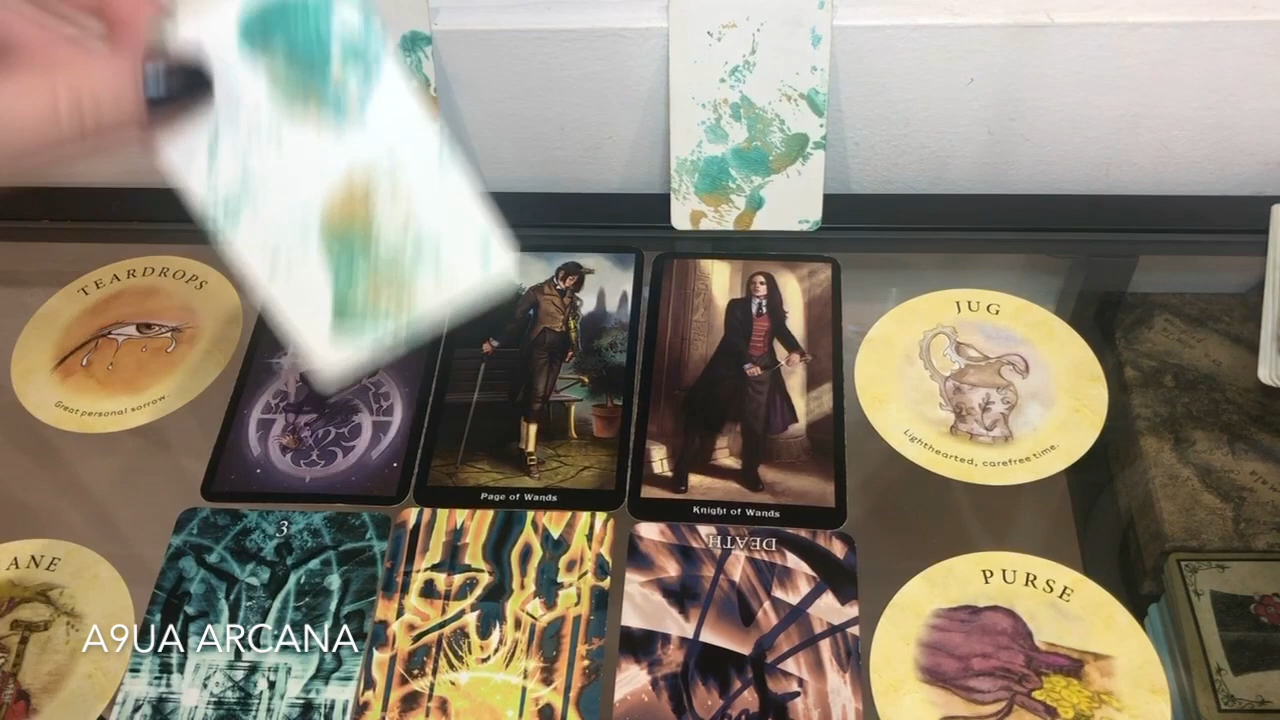 TEARDROPS
Great personal sorrow.
Page of Wands
Knight of Wands
JUG
Lighthearted, carefree time.
3
DEATH
ANE
PURSE
A9UA ARCANA